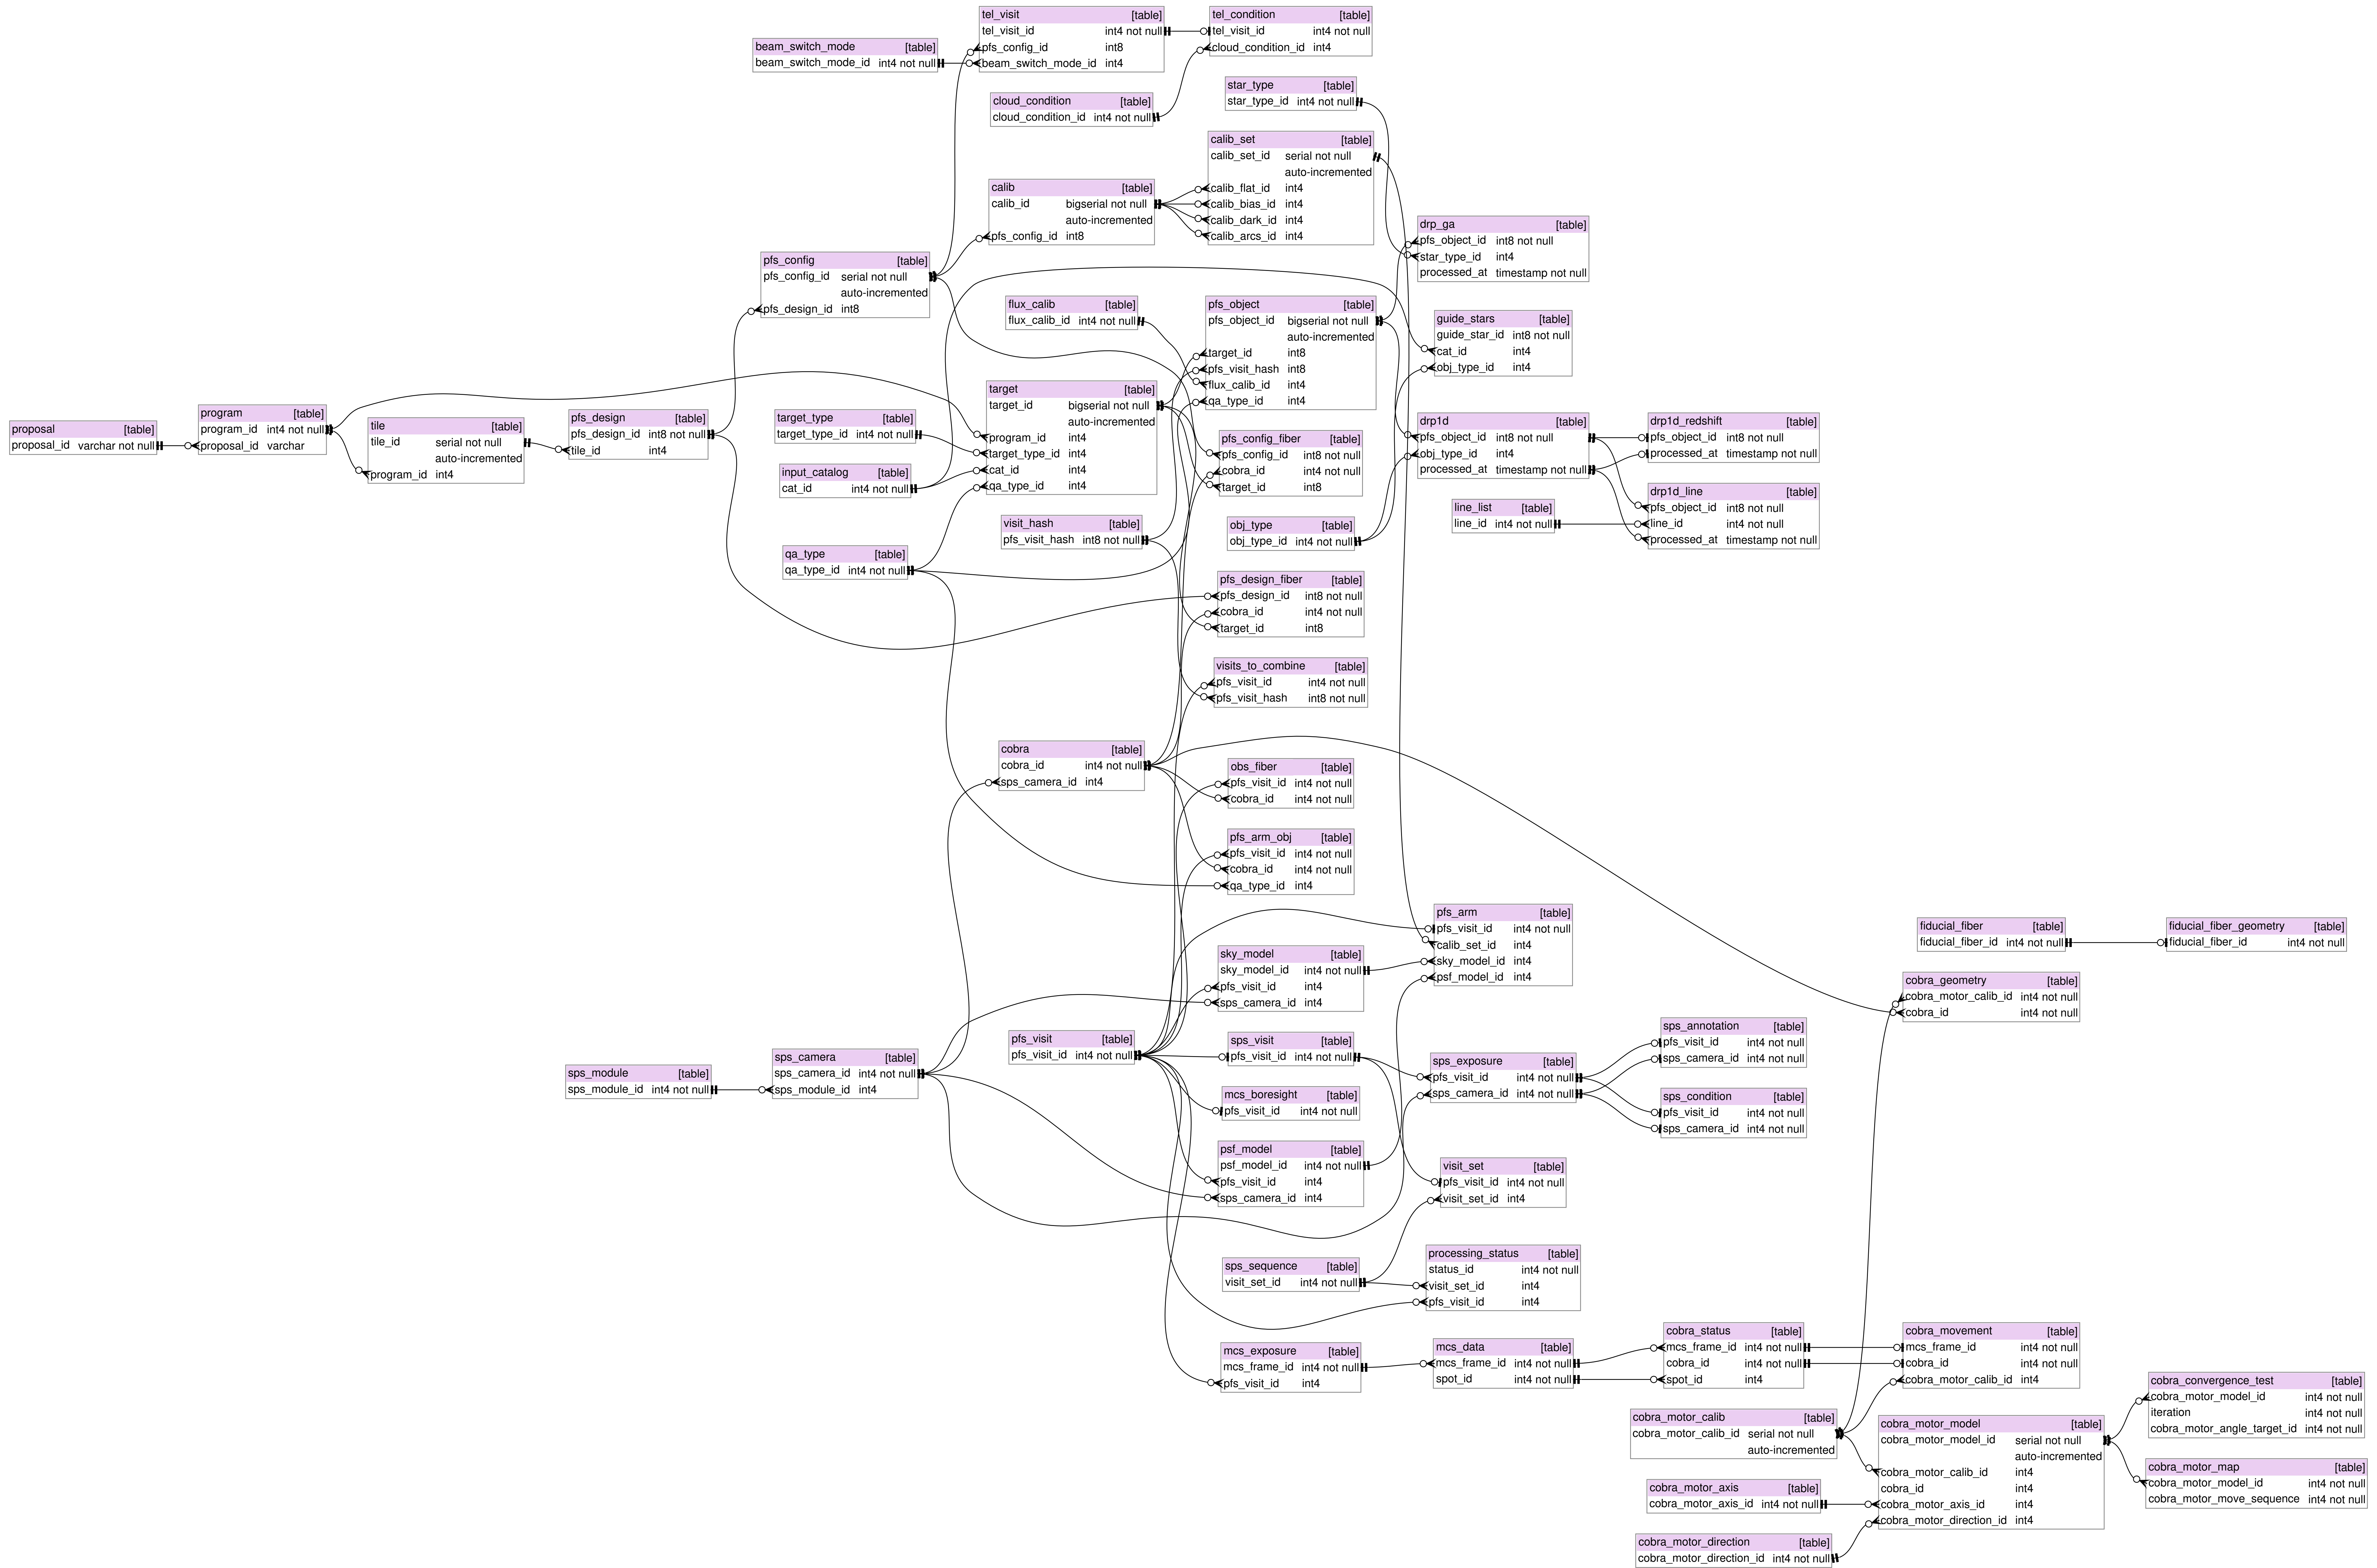 tel_visit [table]
tel_visit_id int4 not null
pfs_config_id int8
beam_switch_mode_id int4
tel_condition [table]
tel_visit_id int4 not null
cloud_condition_id int4
beam_switch_mode [table]
beam_switch_mode_id int4 not null
cloud_condition [table]
cloud_condition_id int4 not null
star_type [table]
star_type_id int4 not null
calib_set [table]
calib_set_id serial not null
auto-incremented
calib_flat_id int4
calib_bias_id int4
calib_dark_id int4
calib_arcs_id int4
calib [table]
calib_id bigserial not null
auto-incremented
pfs_config_id int8
drp_ga [table]
pfs_object_id int8 not null
star_type_id int4
processed_at timestamp not null
pfs_config [table]
pfs_config_id serial not null
auto-incremented
pfs_design_id int8
flux_calib [table]
flux_calib_id int4 not null
pfs_object [table]
pfs_object_id bigserial not null
auto-incremented
target_id int8
pfs_visit_hash int8
flux_calib_id int4
qa_type_id int4
guide_stars [table]
guide_star_id int8 not null
cat_id int4
obj_type_id int4
target [table]
target_id bigserial not null
auto-incremented
program_id int4
target_type_id int4
cat_id int4
qa_type_id int4
proposal [table]
proposal_id varchar not null
program [table]
program_id int4 not null
proposal_id varchar
tile [table]
tile_id serial not null
auto-incremented
program_id int4
pfs_design [table]
pfs_design_id int8 not null
tile_id int4
target_type [table]
target_type_id int4 not null
input_catalog [table]
cat_id int4 not null
pfs_config_fiber [table]
pfs_config_id int8 not null
cobra_id int4 not null
target_id int8
drp1d [table]
pfs_object_id int8 not null
obj_type_id int4
processed_at timestamp not null
drp1d_redshift [table]
pfs_object_id int8 not null
processed_at timestamp not null
drp1d_line [table]
pfs_object_id int8 not null
line_id int4 not null
processed_at timestamp not null
line_list [table]
line_id int4 not null
visit_hash [table]
pfs_visit_hash int8 not null
obj_type [table]
obj_type_id int4 not null
qa_type [table]
qa_type_id int4 not null
pfs_design_fiber [table]
pfs_design_id int8 not null
cobra_id int4 not null
target_id int8
visits_to_combine [table]
pfs_visit_id int4 not null
pfs_visit_hash int8 not null
cobra [table]
cobra_id int4 not null
sps_camera_id int4
obs_fiber [table]
pfs_visit_id int4 not null
cobra_id int4 not null
pfs_arm_obj [table]
pfs_visit_id int4 not null
cobra_id int4 not null
qa_type_id int4
pfs_arm [table]
pfs_visit_id int4 not null
calib_set_id int4
sky_model_id int4
psf_model_id int4
fiducial_fiber [table]
fiducial_fiber_id int4 not null
fiducial_fiber_geometry [table]
fiducial_fiber_id int4 not null
sky_model [table]
sky_model_id int4 not null
pfs_visit_id int4
sps_camera_id int4
cobra_geometry [table]
cobra_motor_calib_id int4 not null
cobra_id int4 not null
sps_module [table]
sps_module_id int4 not null
sps_camera [table]
sps_camera_id int4 not null
sps_module_id int4
pfs_visit [table]
pfs_visit_id int4 not null
sps_visit [table]
pfs_visit_id int4 not null
sps_exposure [table]
pfs_visit_id int4 not null
sps_camera_id int4 not null
sps_annotation [table]
pfs_visit_id int4 not null
sps_camera_id int4 not null
sps_condition [table]
pfs_visit_id int4 not null
sps_camera_id int4 not null
mcs_boresight [table]
pfs_visit_id int4 not null
psf_model [table]
psf_model_id int4 not null
pfs_visit_id int4
sps_camera_id int4
visit_set [table]
pfs_visit_id int4 not null
visit_set_id int4
sps_sequence [table]
visit_set_id int4 not null
processing_status [table]
status_id int4 not null
visit_set_id int4
pfs_visit_id int4
mcs_exposure [table]
mcs_frame_id int4 not null
pfs_visit_id int4
mcs_data [table]
mcs_frame_id int4 not null
spot_id int4 not null
cobra_status [table]
mcs_frame_id int4 not null
cobra_id int4 not null
spot_id int4
cobra_movement [table]
mcs_frame_id int4 not null
cobra_id int4 not null
cobra_motor_calib_id int4
cobra_motor_calib [table]
cobra_motor_calib_id serial not null
auto-incremented
cobra_motor_model [table]
cobra_motor_model_id serial not null
auto-incremented
cobra_motor_calib_id int4
cobra_id int4
cobra_motor_axis_id int4
cobra_motor_direction_id int4
cobra_convergence_test [table]
cobra_motor_model_id int4 not null
iteration int4 not null
cobra_motor_angle_target_id int4 not null
cobra_motor_map [table]
cobra_motor_model_id int4 not null
cobra_motor_move_sequence int4 not null
cobra_motor_axis [table]
cobra_motor_axis_id int4 not null
cobra_motor_direction [table]
cobra_motor_direction_id int4 not null